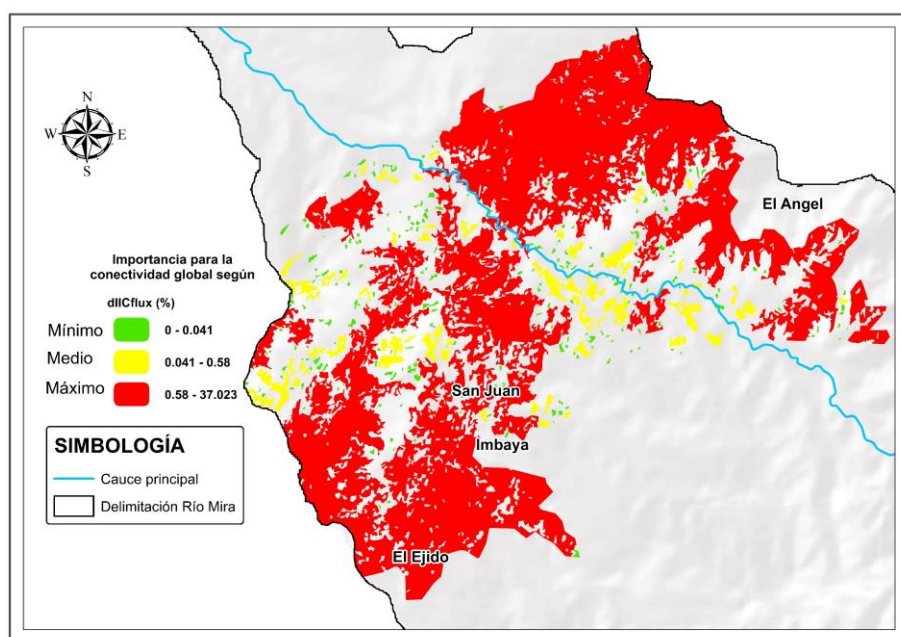 N
W
E
S
El Angel
Importancia para la
conectividad global según
dIICflux (%)
Mínimo 0 - 0.041
Medio 0.041 - 0.58
Máximo 0.58 - 37.023
San Juan
Imbaya
SIMBOLOGÍA
Cauce principal
Delimitación Río Mira
El Ejido